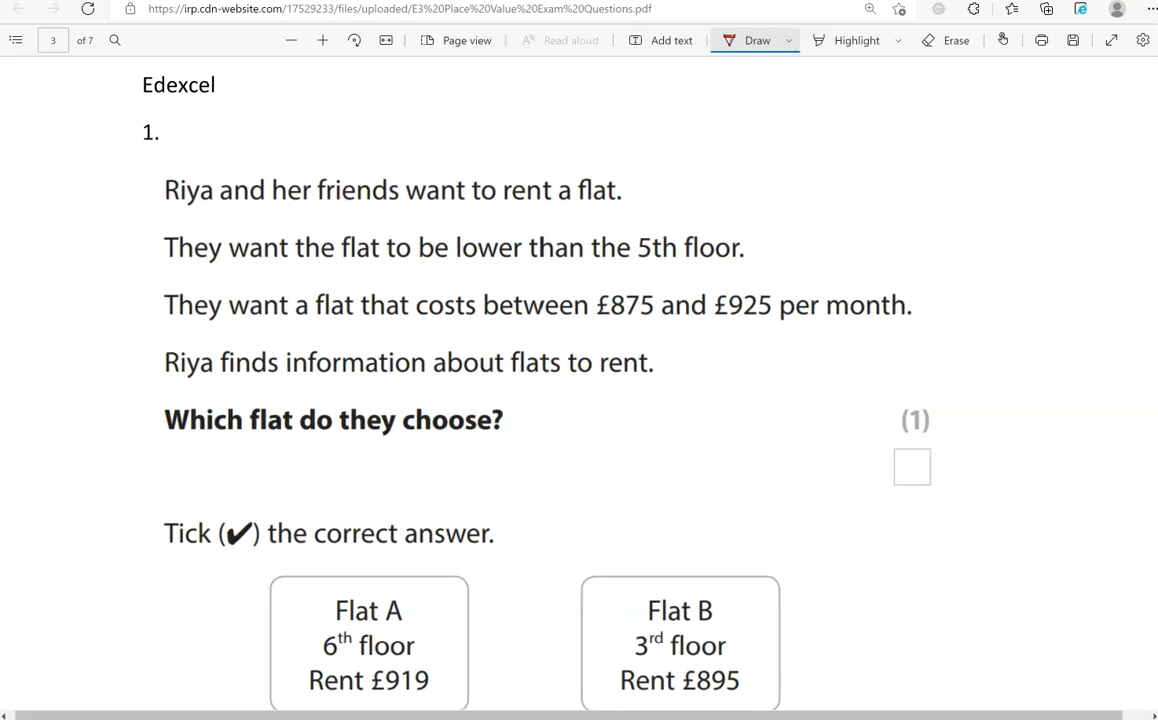 https://irp.cdn-website.com/17529233/files/uploaded/E3%20Place%20Value%20Exam%20Questions.pdf
3 of 7 Page view Read aloud Add text Draw Highlight Erase
Edexcel
1.
Riya and her friends want to rent a flat.
They want the flat to be lower than the 5th floor.
They want a flat that costs between £875 and £925 per month.
Riya finds information about flats to rent.
Which flat do they choose? (1)
Tick (✔) the correct answer.
Flat A
6th floor
Rent £919
Flat B
3rd floor
Rent £895